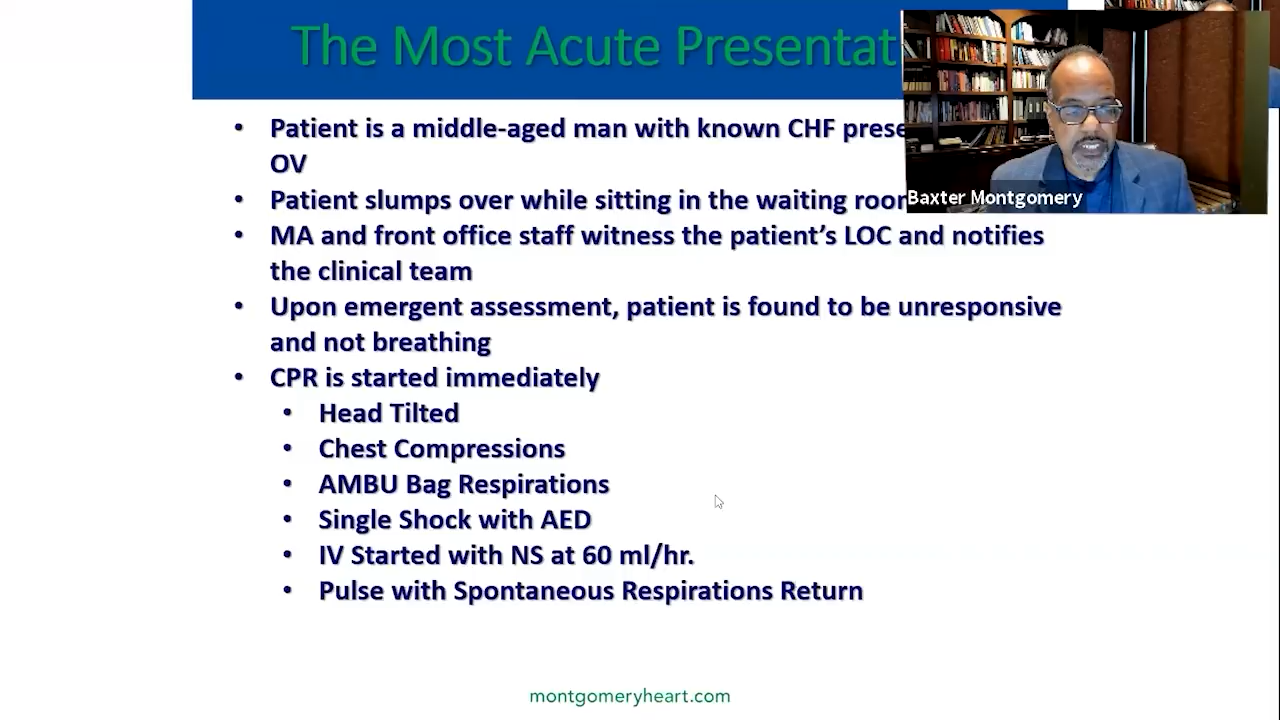 The Most Acute
• Patient is a middle-aged man with known CHF
OV
• Patient slumps over while sitting in the waiting
• MA and front office staff witness the patient’s LOC and notifies
the clinical team
• Upon emergent assessment, patient is found to be unresponsive
and not breathing
• CPR is started immediately
• Head Tilted
• Chest Compressions
• AMBU Bag Respirations
• Single Shock with AED
• IV Started with NS at 60 ml/hr.
• Pulse with Spontaneous Respirations Return
Baxter Montgomery
montgomeryheart.com